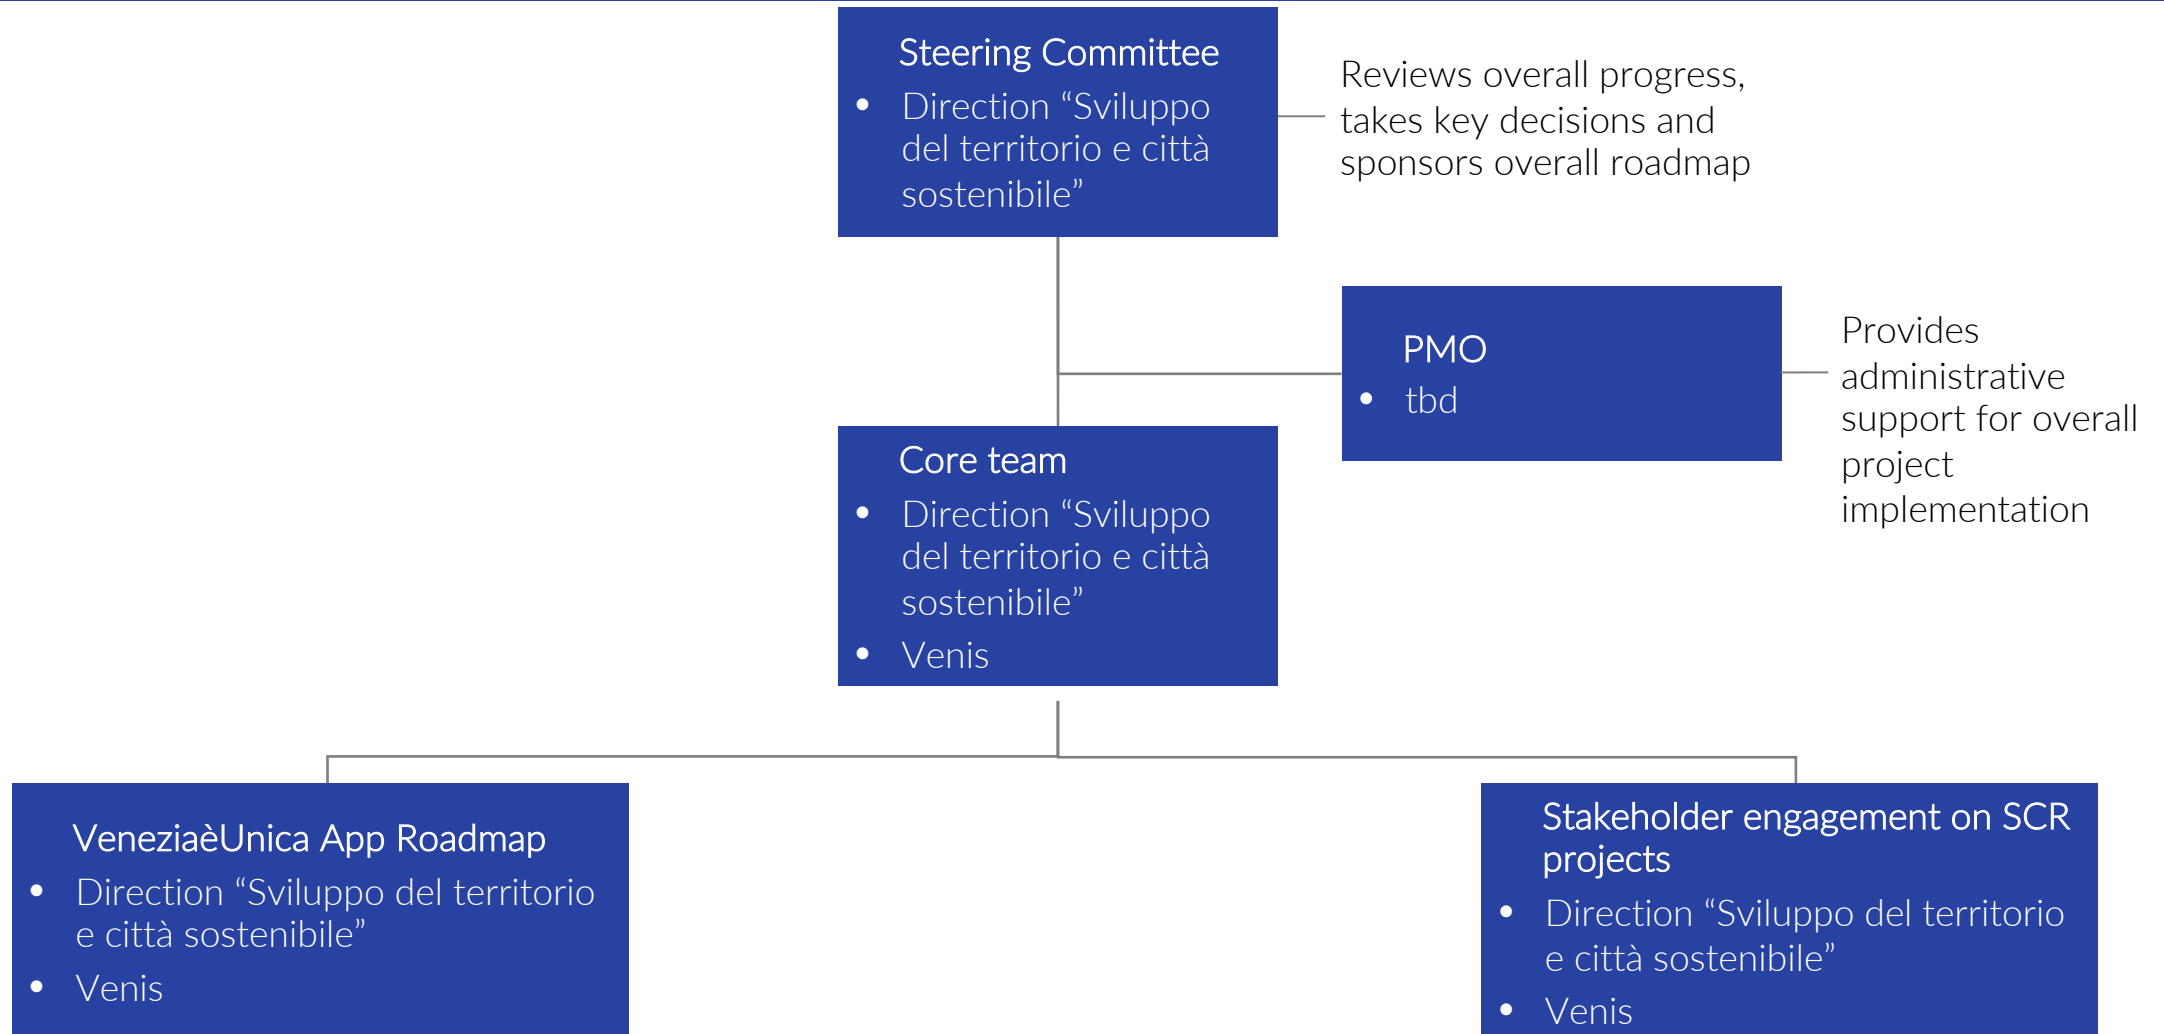 Steering Committee
• Direction “Sviluppo
del territorio e città
sostenibile”
Reviews overall progress,
takes key decisions and
sponsors overall roadmap
PMO
• tbd
Provides
administrative
support for overall
project
implementation
Core team
• Direction “Sviluppo
del territorio e città
sostenibile”
• Venis
VeneziaèUnica App Roadmap
• Direction “Sviluppo del territorio
e città sostenibile”
• Venis
Stakeholder engagement on SCR
projects
• Direction “Sviluppo del territorio
e città sostenibile”
• Venis